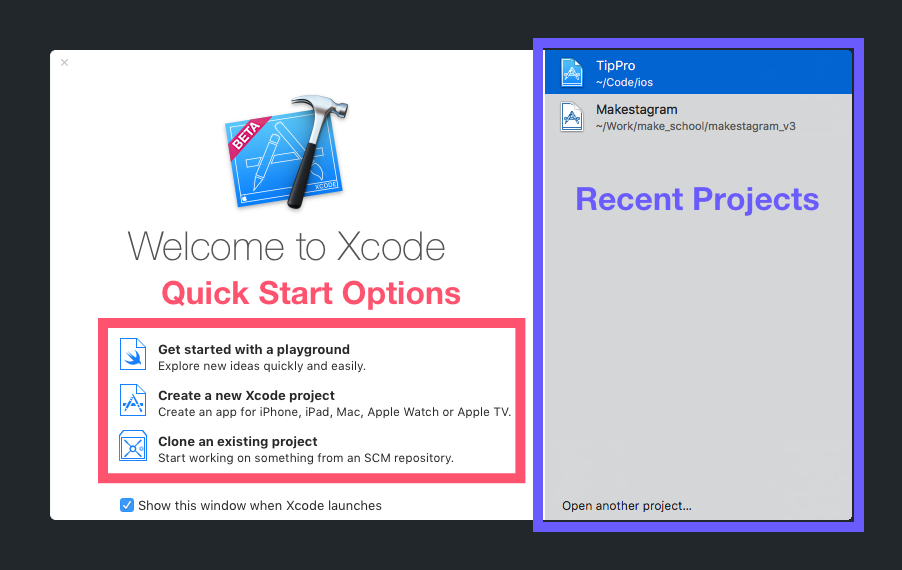 BETA
XCODE
Welcome to Xcode
Quick Start Options
Get started with a playground
Explore new ideas quickly and easily.
Create a new Xcode project
Create an app for iPhone, iPad, Mac, Apple Watch or Apple TV.
Clone an existing project
Start working on something from an SCM repository.
Show this window when Xcode launches
TipPro
~/Code/ios
Makestagram
~/Work/make_school/makestagram_v3
Recent Projects
Open another project...